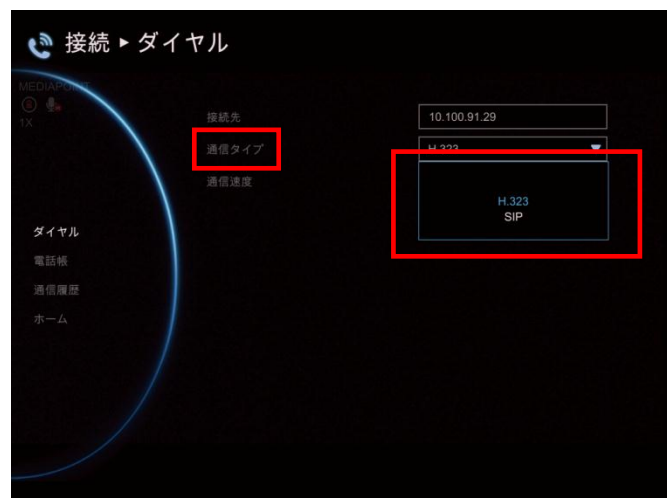 接続 ▸ ダイヤル
MEDIAPOINT
1X
接続先
10.100.91.29
通信タイプ
H.323
通信速度
H.323
SIP
ダイヤル
電話帳
通信履歴
ホーム